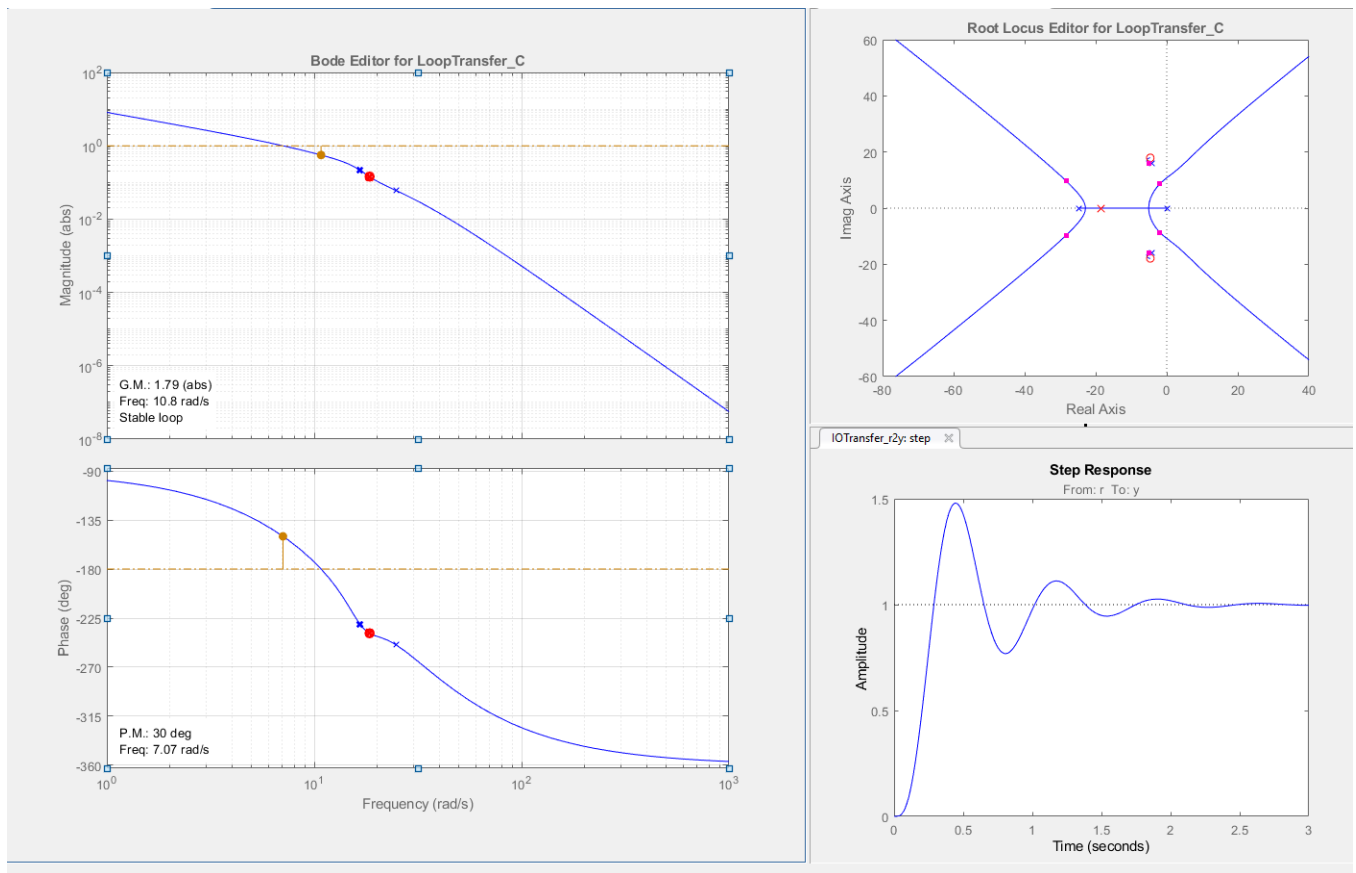 Bode Editor for LoopTransfer_C
Magnitude (abs)
10^2
10^0
10^-2
10^-4
10^-6
10^-8
G.M.: 1.79 (abs)
Freq: 10.8 rad/s
Stable loop
Phase (deg)
-90
-135
-180
-225
-270
-315
-360
P.M.: 30 deg
Freq: 7.07 rad/s
10^0 10^1 10^2 10^3
Frequency (rad/s)
Root Locus Editor for LoopTransfer_C
Imag Axis
60
40
20
0
-20
-40
-60
-80 -60 -40 -20 0 20 40
Real Axis
IOTransfer_r2y: step
Step Response
From: r To: y
Amplitude
1.5
1
0.5
0
0 0.5 1 1.5 2 2.5 3
Time (seconds)